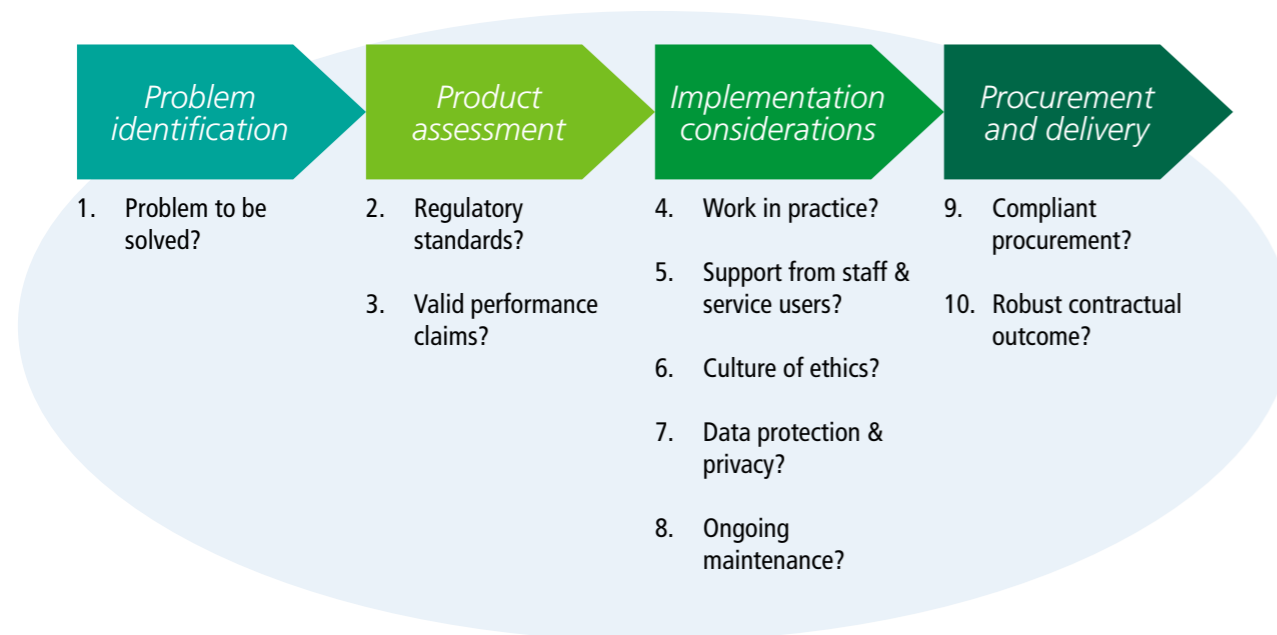 Problem
identification
Product
assessment
Implementation
considerations
Procurement
and delivery
1. Problem to be
solved?
2. Regulatory
standards?
3. Valid performance
claims?
4. Work in practice?
5. Support from staff &
service users?
6. Culture of ethics?
7. Data protection &
privacy?
8. Ongoing
maintenance?
9. Compliant
procurement?
10. Robust contractual
outcome?